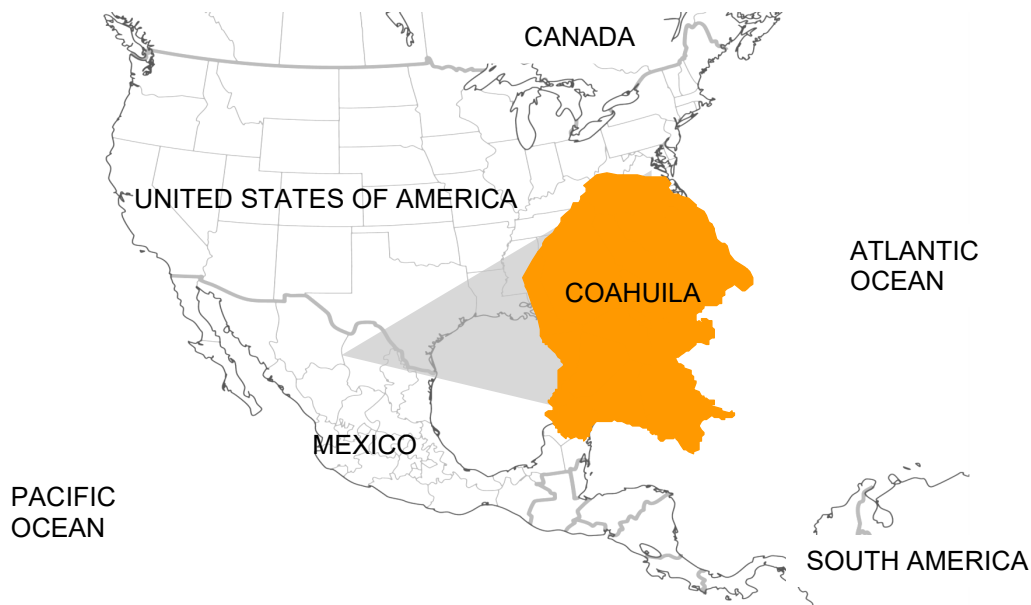 CANADA
UNITED STATES OF AMERICA
ATLANTIC
OCEAN
COAHUILA
MEXICO
PACIFIC
OCEAN
SOUTH AMERICA